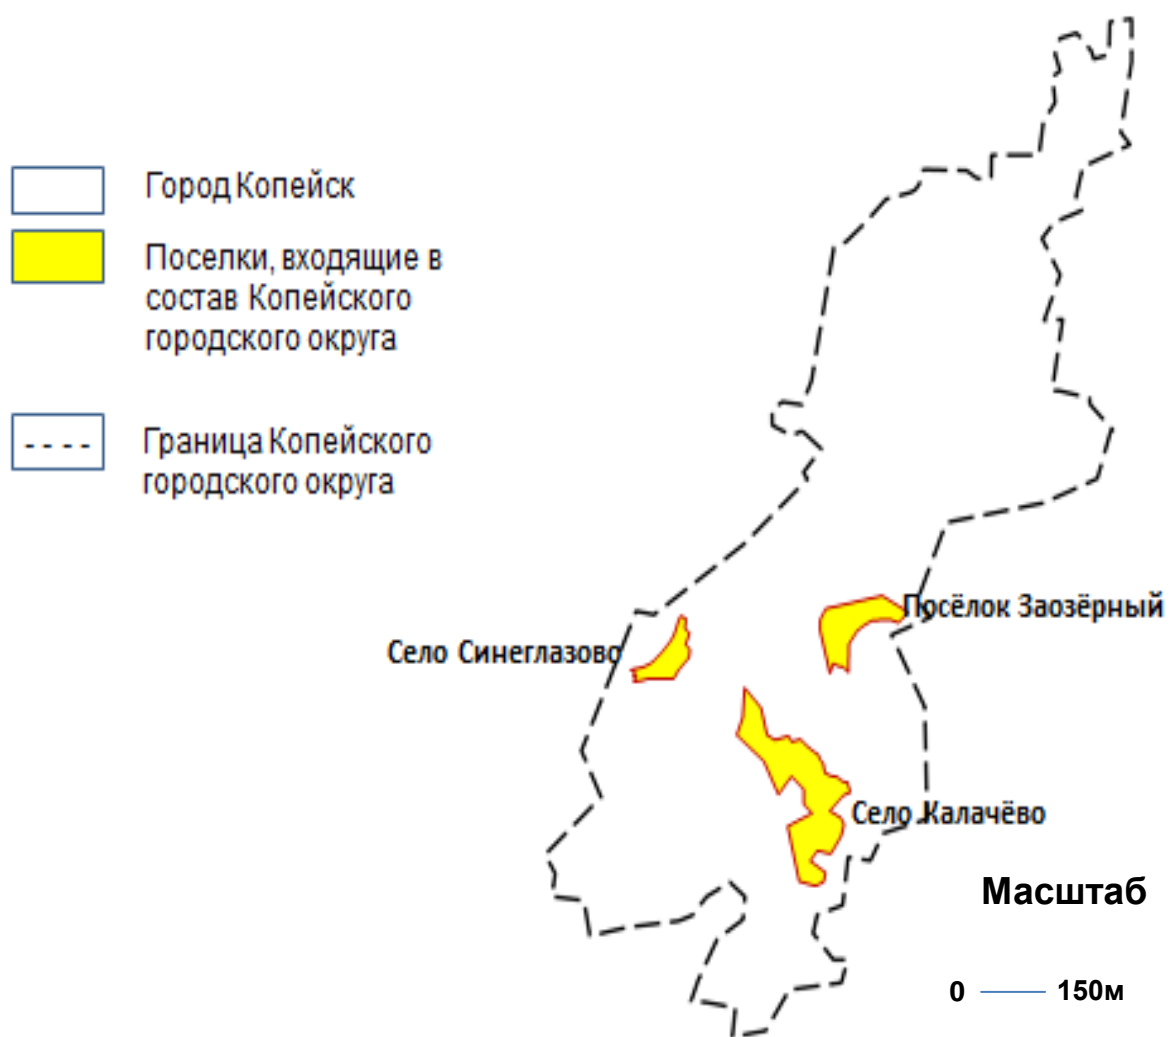 Город Копейск
Поселки, входящие в
состав Копейского
городского округа
Граница Копейского
городского округа
Посёлок Заозёрный
Село Синеглазово
Село Калачёво
Масштаб
0 150м